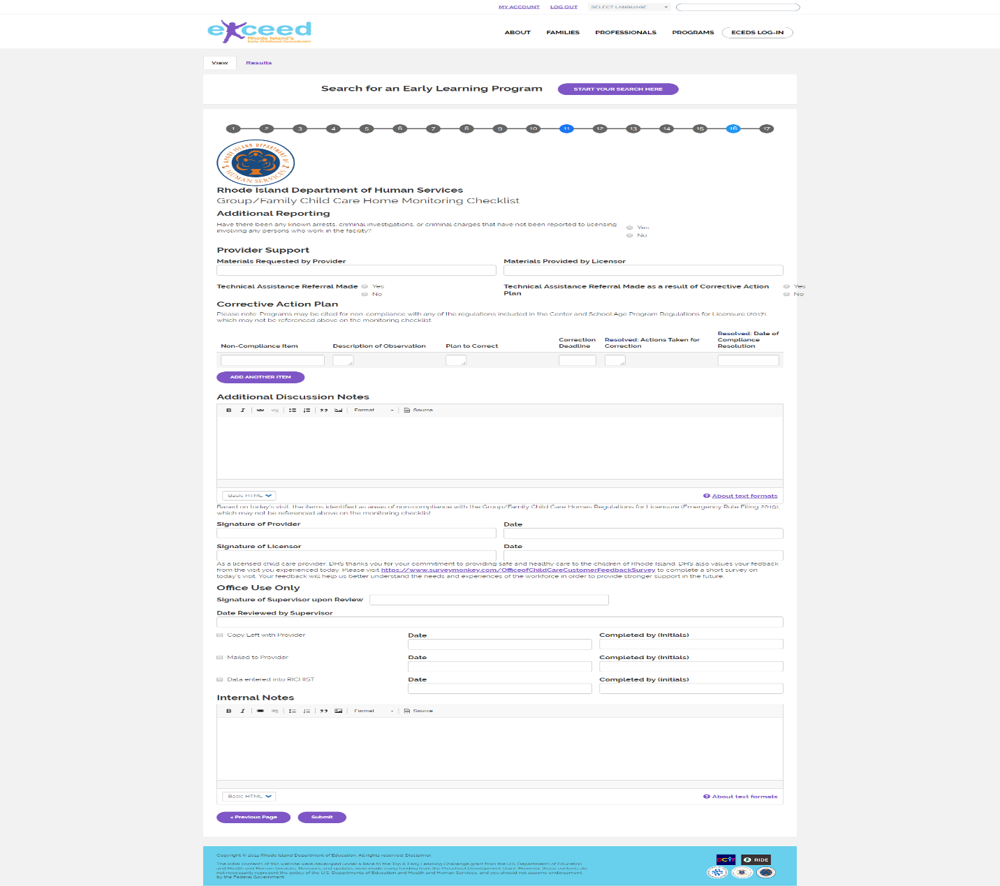 MY ACCOUNT LOG OUT SELECT LANGUAGE
exceed
Rhode Island's
Early Childhood Commitment
ABOUT FAMILIES PROFESSIONALS PROGRAMS ECEDS LOG-IN
View Results
Search for an Early Learning Program START YOUR SEARCH HERE
1 2 3 4 5 6 7 8 9 10 11 12 13 14 15 16 17
RHODE ISLAND DEPARTMENT OF
HUMAN SERVICES
Rhode Island Department of Human Services
Group/Family Child Care Home Monitoring Checklist
Additional Reporting
Have there been any known arrests, criminal investigations, or criminal charges that have not been reported to licensing
involving any persons who work in the facility?
Yes
No
Provider Support
Materials Requested by Provider Materials Provided by Licensor
Technical Assistance Referral Made Yes
No
Technical Assistance Referral Made as a result of Corrective Action
Plan
Yes
No
Corrective Action Plan
Please note: Programs may be cited for non-compliance with any of the regulations included in the Center and School Age Program Regulations for Licensure (2017),
which may not be referenced above on the monitoring checklist
Non-Compliance Item
Description of Observation
Plan to Correct
Correction
Deadline
Resolved: Actions Taken for
Correction
Resolved: Date of
Compliance
Resolution
ADD ANOTHER ITEM
Additional Discussion Notes
B I Format Source
Basic HTML About text formats
Based on today's visit, the items identified as areas of non-compliance with the Group/Family Child Care Homes Regulations for Licensure (Emergency Rule Filing 2019),
which may not be referenced above on the monitoring checklist
Signature of Provider Date
Signature of Licensor Date
As a licensed child care provider, DHS thanks you for your commitment to providing safe and healthy care to the children of Rhode Island. DHS also values your fedback
from the visit you experienced today. Please visit https://www.surveymonkey.com/OfficeofChildCareCustomerFeedbackSurvey to complete a short survey on
today's visit. Your feedback will help us better understand the needs and experiences of the workforce in order to provide stronger support in the future.
Office Use Only
Signature of Supervisor upon Review
Date Reviewed by Supervisor
Copy Left with Provider Date Completed by (initials)
Mailed to Provider Date Completed by (initials)
Data entered into RICHIST Date Completed by (initials)
Internal Notes
B I Format Source
Basic HTML About text formats
< Previous Page Submit
Copyright © 2014 Rhode Island Department of Education. All rights reserved. Disclaimer.
The initial contents of this website were developed under a Race to the Top & Early Learning Challenge grant from the U.S. Departments of Education
and Health and Human Services. Revisions and updates were made using funding from the Preschool Development Grant. However, those contents do
not necessarily represent the policy of the U.S. Departments of Education and Health and Human Services, and you should not assume endorsement
by the Federal Government.
DCYF RIDE